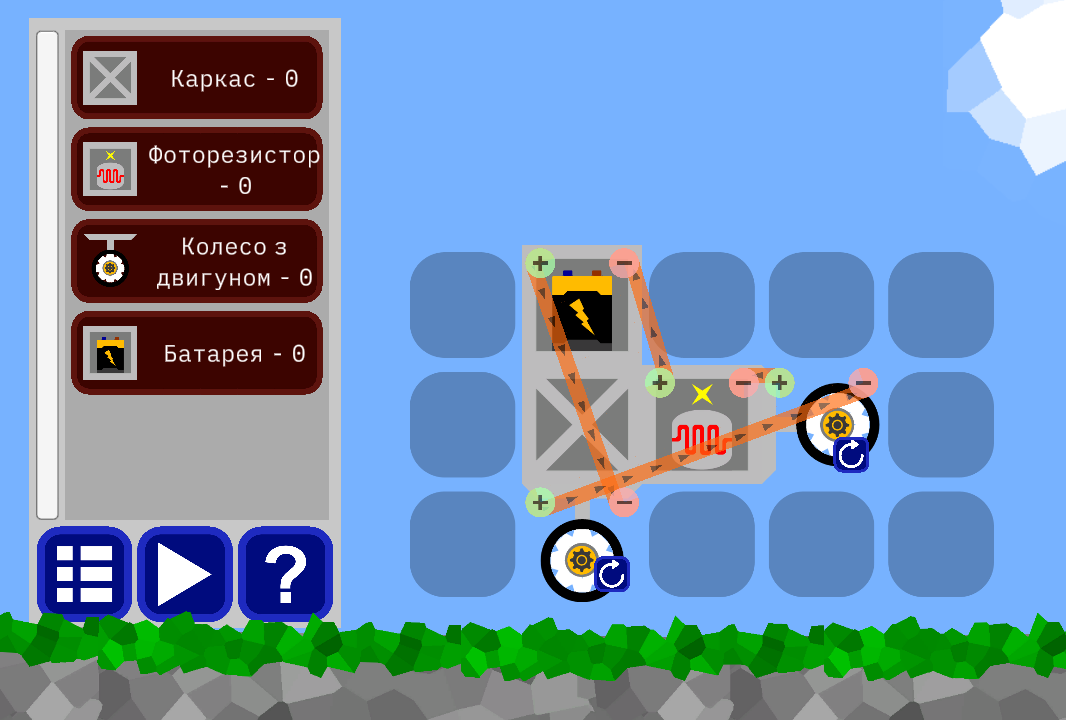 Каркас - 0
Фоторезистор
- 0
Колесо з
двигуном - 0
Батарея - 0
?
+ −
+ − + −
+ −